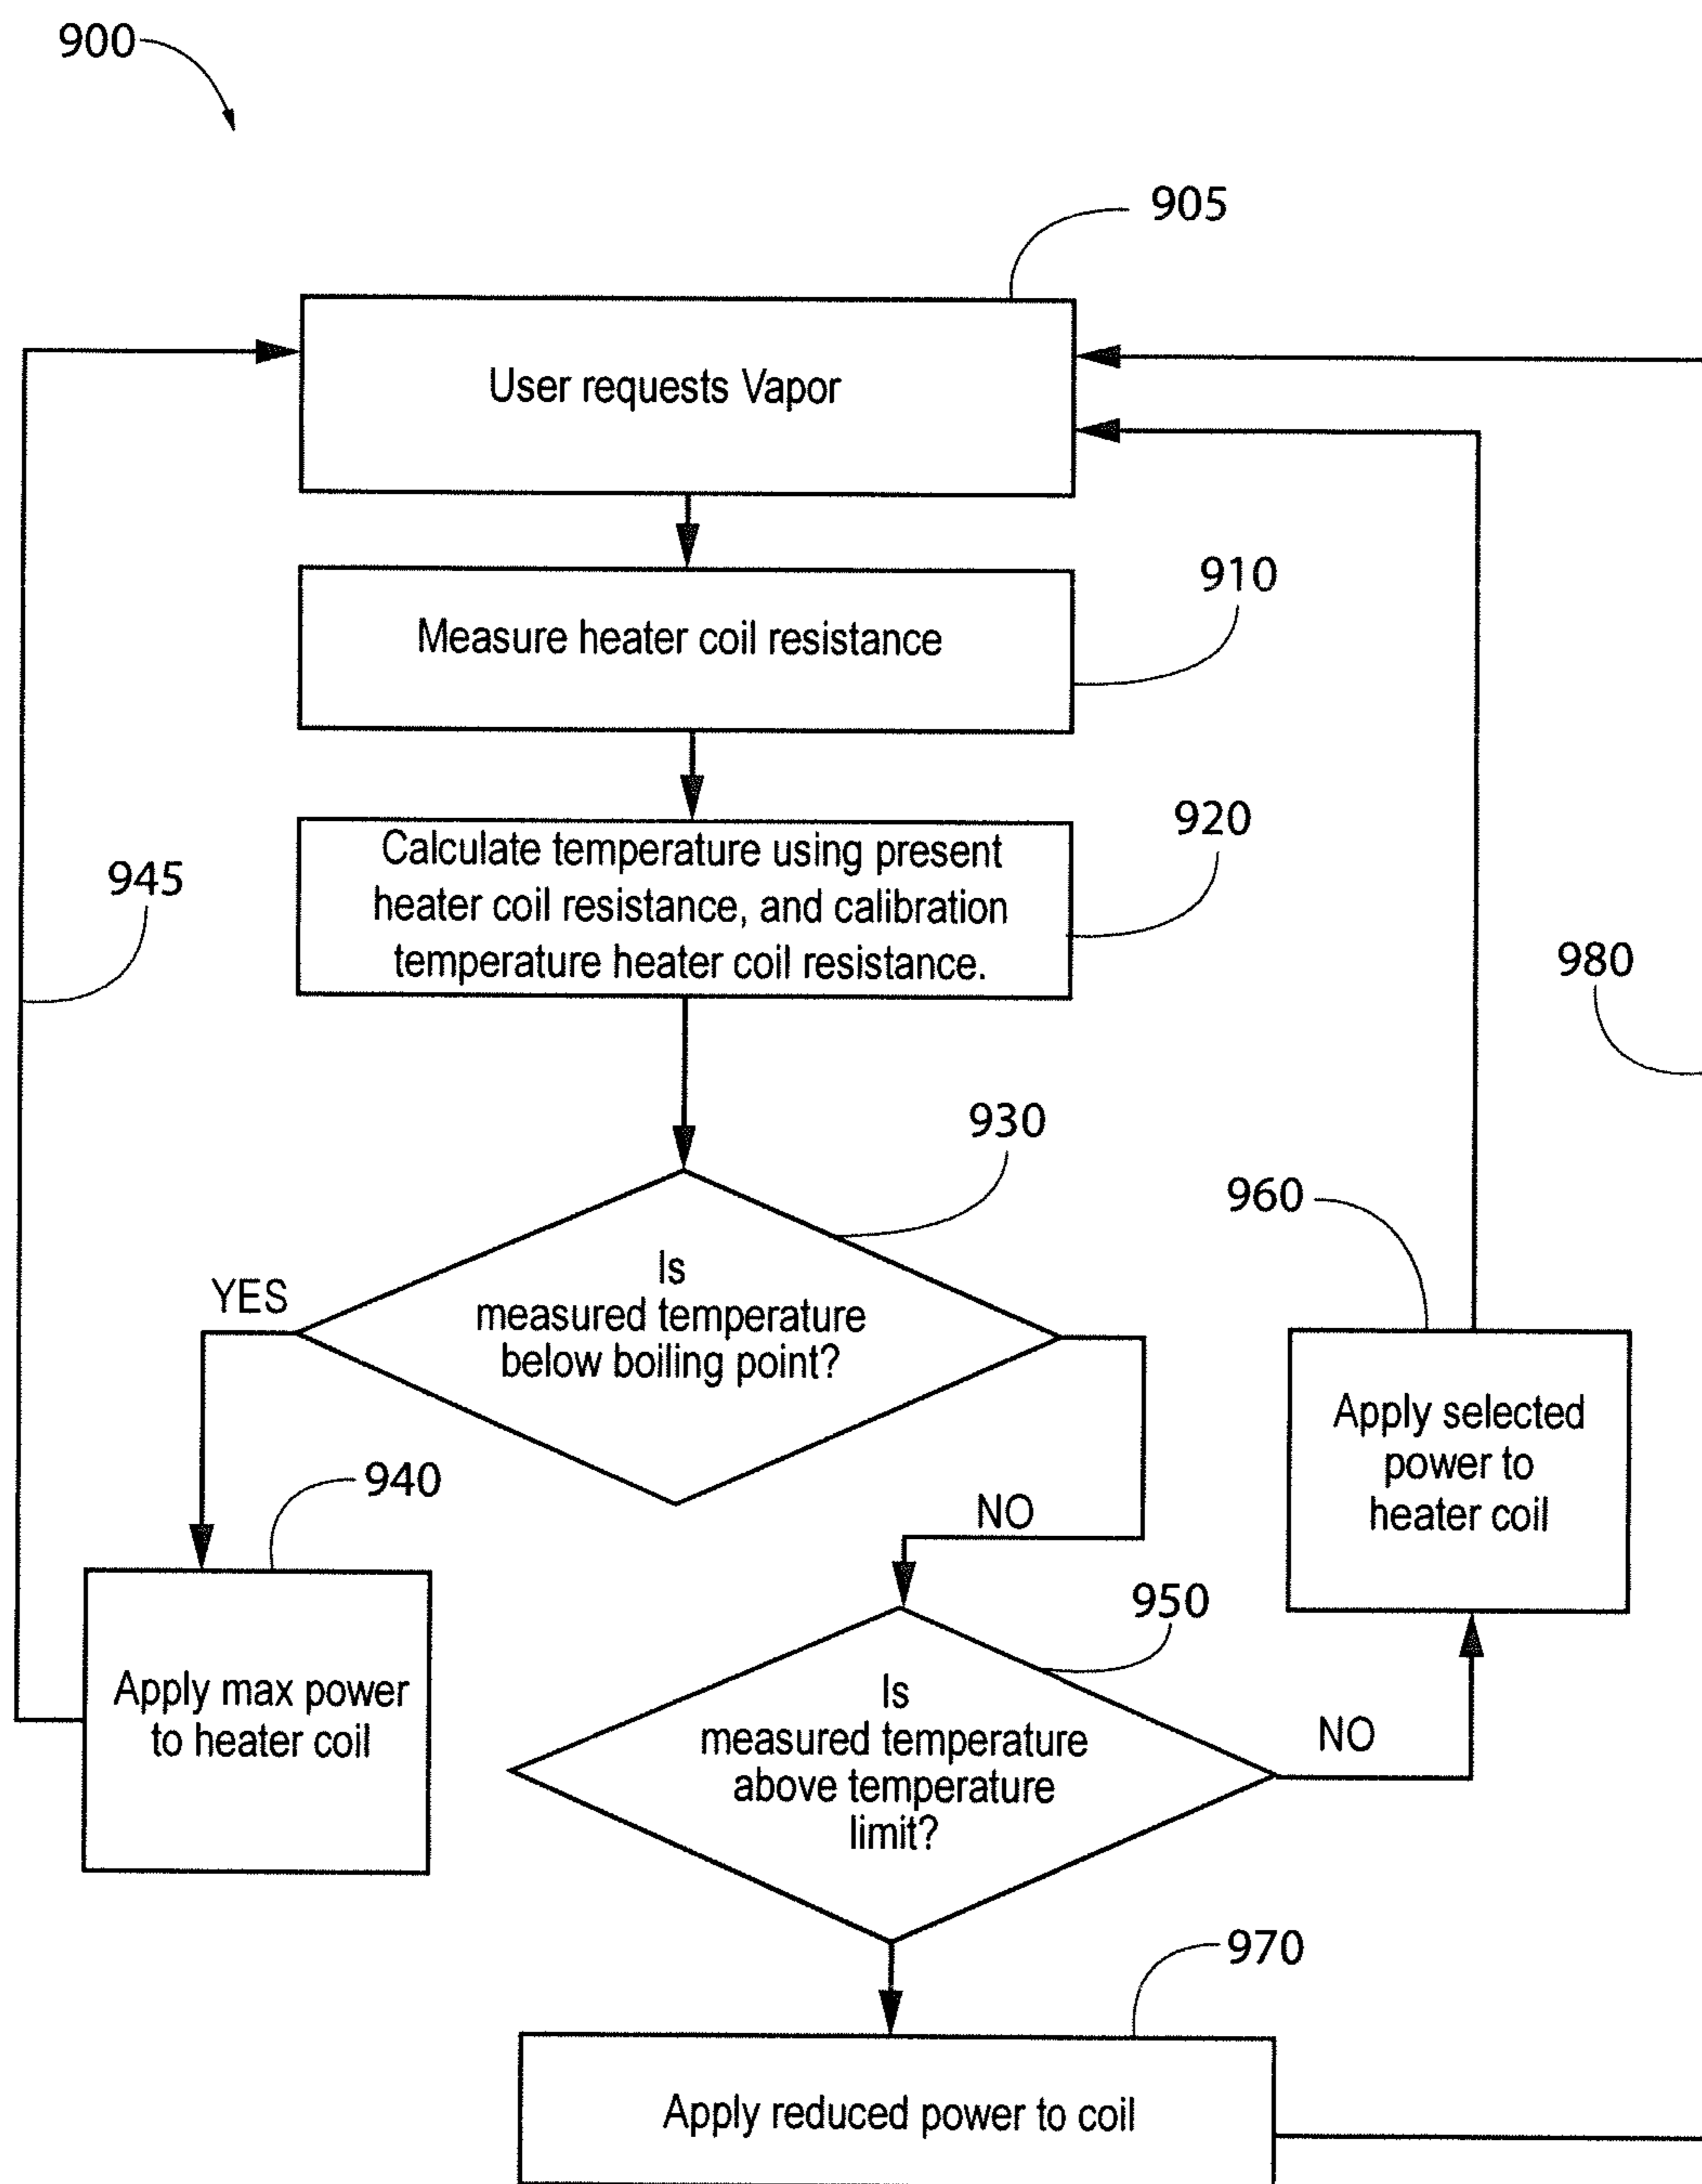 900
905
User requests Vapor
910
Measure heater coil resistance
920
Calculate temperature using present
heater coil resistance, and calibration
temperature heater coil resistance.
945
980
930
960
Is
measured temperature
below boiling point?
YES
Apply selected
power to
heater coil
940
NO
950
Apply max power
to heater coil
Is
measured temperature
above temperature
limit?
NO
970
Apply reduced power to coil